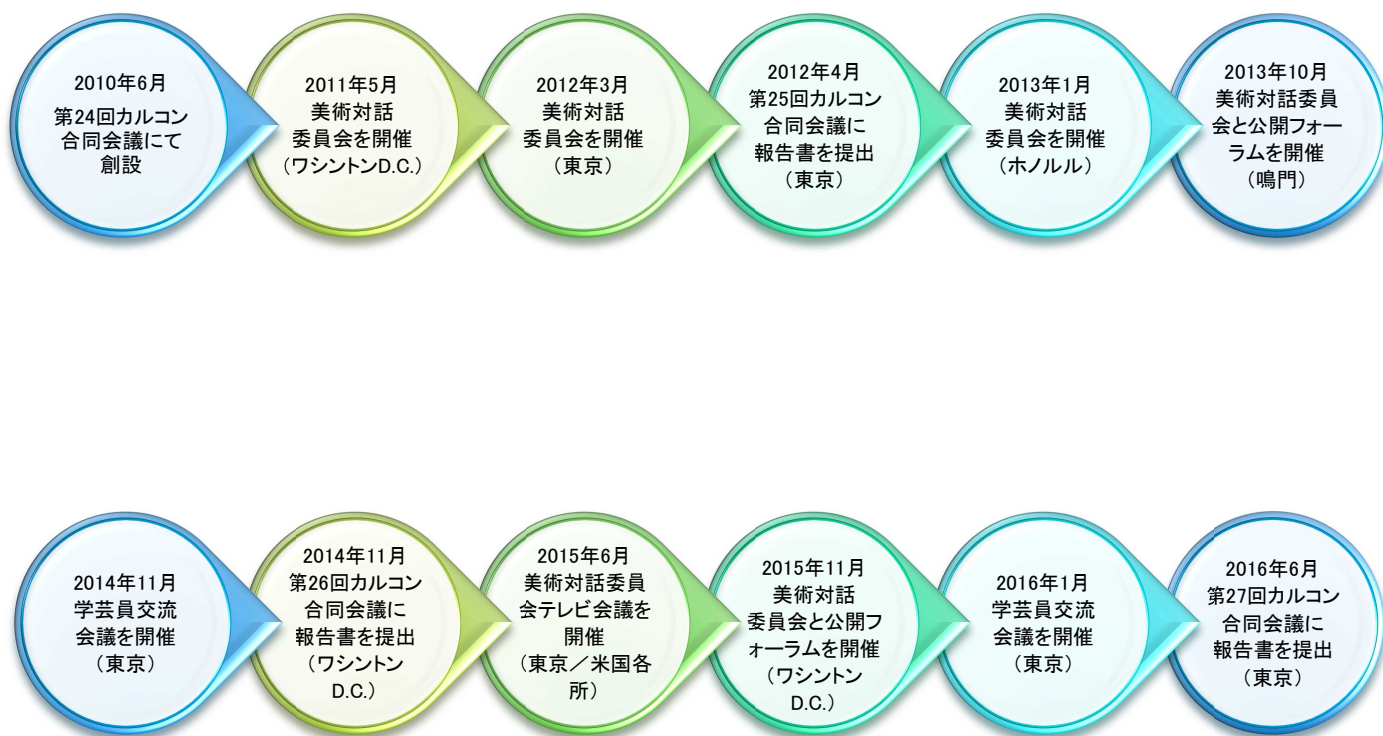 2010年6月
第24回カルコン
合同会議にて
創設
2011年5月
美術対話
委員会を開催
(ワシントンD.C.)
2012年3月
美術対話
委員会を開催
(東京)
2012年4月
第25回カルコン
合同会議に
報告書を提出
(東京)
2013年1月
美術対話
委員会を開催
(ホノルル)
2013年10月
美術対話委員
会と公開フォー
ラムを開催
(鳴門)
2014年11月
学芸員交流
会議を開催
(東京)
2014年11月
第26回カルコン
合同会議に
報告書を提出
(ワシントン
D.C.)
2015年6月
美術対話委員
会テレビ会議を
開催
(東京／米国各
所)
2015年11月
美術対話
委員会と公開フ
ォーラムを開催
(ワシントン
D.C.)
2016年1月
学芸員交流
会議を開催
(東京)
2016年6月
第27回カルコン
合同会議に
報告書を提出
(東京)